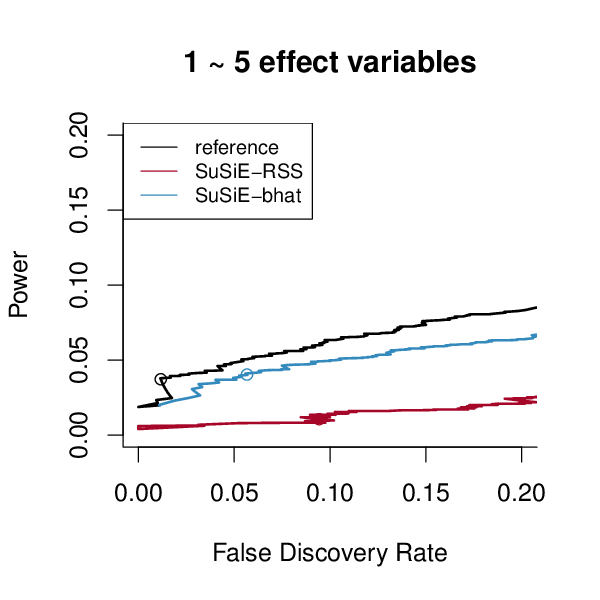 1 ~ 5 effect variables
reference
SuSiE−RSS
SuSiE−bhat
Power
0.20
0.15
0.10
0.05
0.00
0.00 0.05 0.10 0.15 0.20
False Discovery Rate